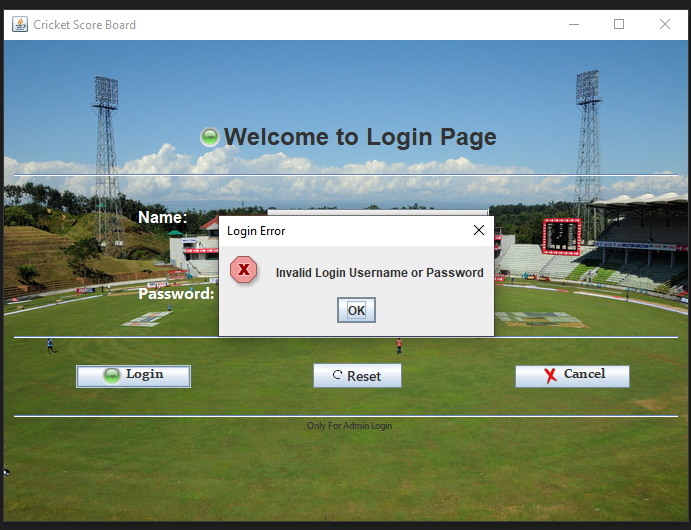 Cricket Score Board
Welcome to Login Page
Name:
Login Error
Invalid Login Username or Password
Password:
OK
Login
Reset
Cancel
Only For Admin Login